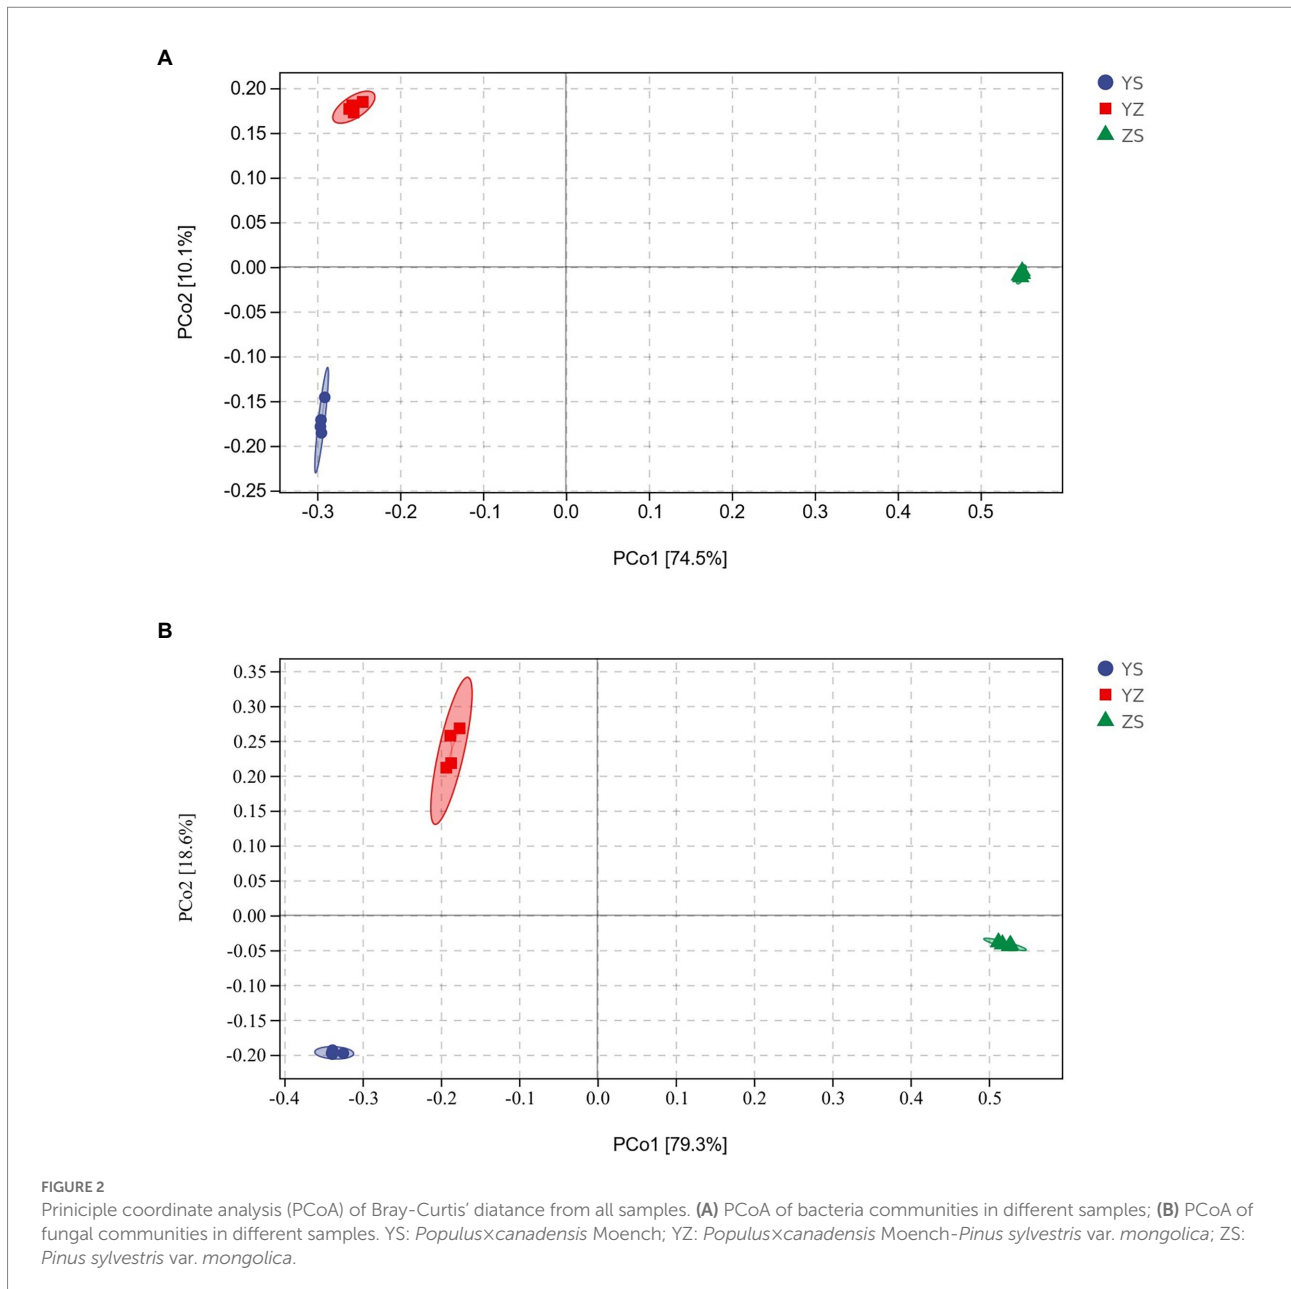 A
YS
YZ
ZS
0.20
0.15
0.10
0.05
0.00
-0.05
-0.10
-0.15
-0.20
-0.25
PCo2 [10.1%]
-0.3 -0.2 -0.1 0.0 0.1 0.2 0.3 0.4 0.5
PCo1 [74.5%]
B
YS
YZ
ZS
0.35
0.30
0.25
0.20
0.15
0.10
0.05
0.00
-0.05
-0.10
-0.15
-0.20
PCo2 [18.6%]
-0.4 -0.3 -0.2 -0.1 0.0 0.1 0.2 0.3 0.4 0.5
PCo1 [79.3%]
FIGURE 2
Priniciple coordinate analysis (PCoA) of Bray-Curtis’ diatance from all samples. (A) PCoA of bacteria communities in different samples; (B) PCoA of
fungal communities in different samples. YS: Populus×canadensis Moench; YZ: Populus×canadensis Moench-Pinus sylvestris var. mongolica; ZS:
Pinus sylvestris var. mongolica.